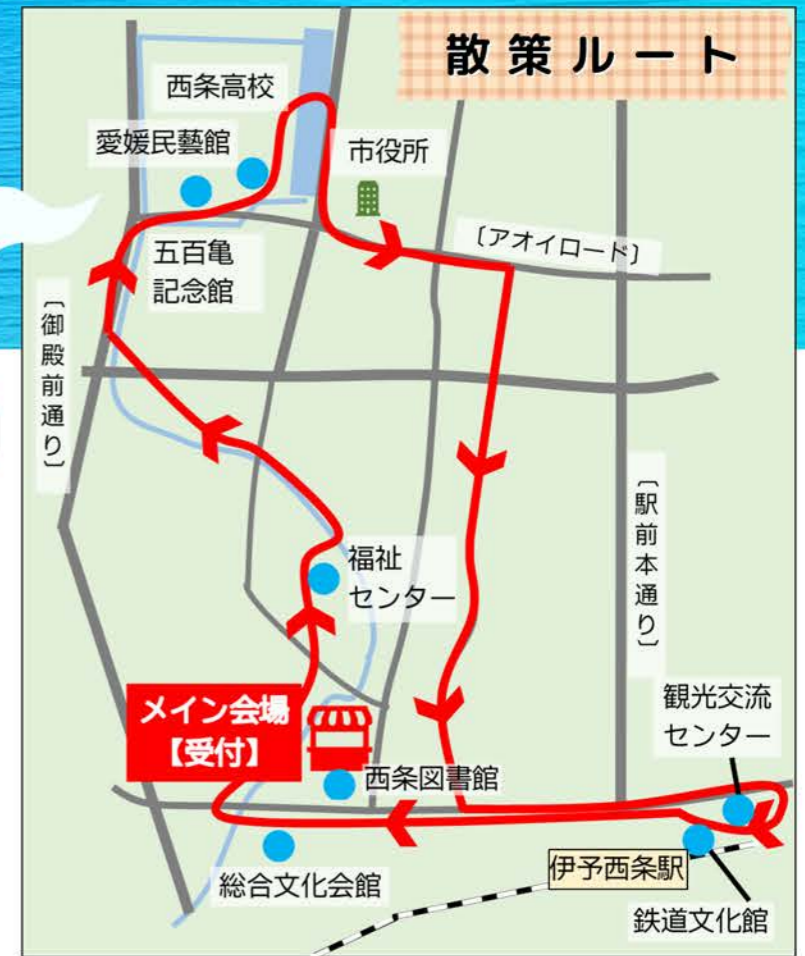 散策ルート
西条高校
愛媛民藝館
市役所
五百亀
記念館
〔アオイロード〕
〔御殿前通り〕
〔駅前本通り〕
福祉
センター
メイン会場
【受付】
西条図書館
観光交流
センター
総合文化会館
伊予西条駅
鉄道文化館